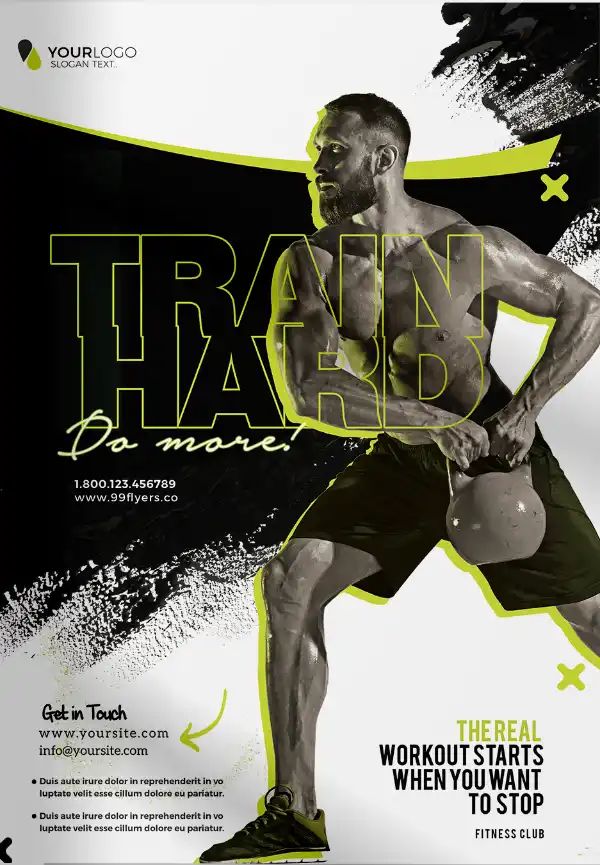 YOURLOGO
SLOGAN TEXT..
TRAIN
HARD
Do more!
1.800.123.456789
www.99flyers.co
Get in Touch
www.yoursite.com
info@yoursite.com
● Duis aute irure dolor in reprehenderit in vo
luptate velit esse cillum dolore eu pariatur.
● Duis aute irure dolor in reprehenderit in vo
luptate velit esse cillum dolore eu pariatur.
THE REAL
WORKOUT STARTS
WHEN YOU WANT
TO STOP
FITNESS CLUB